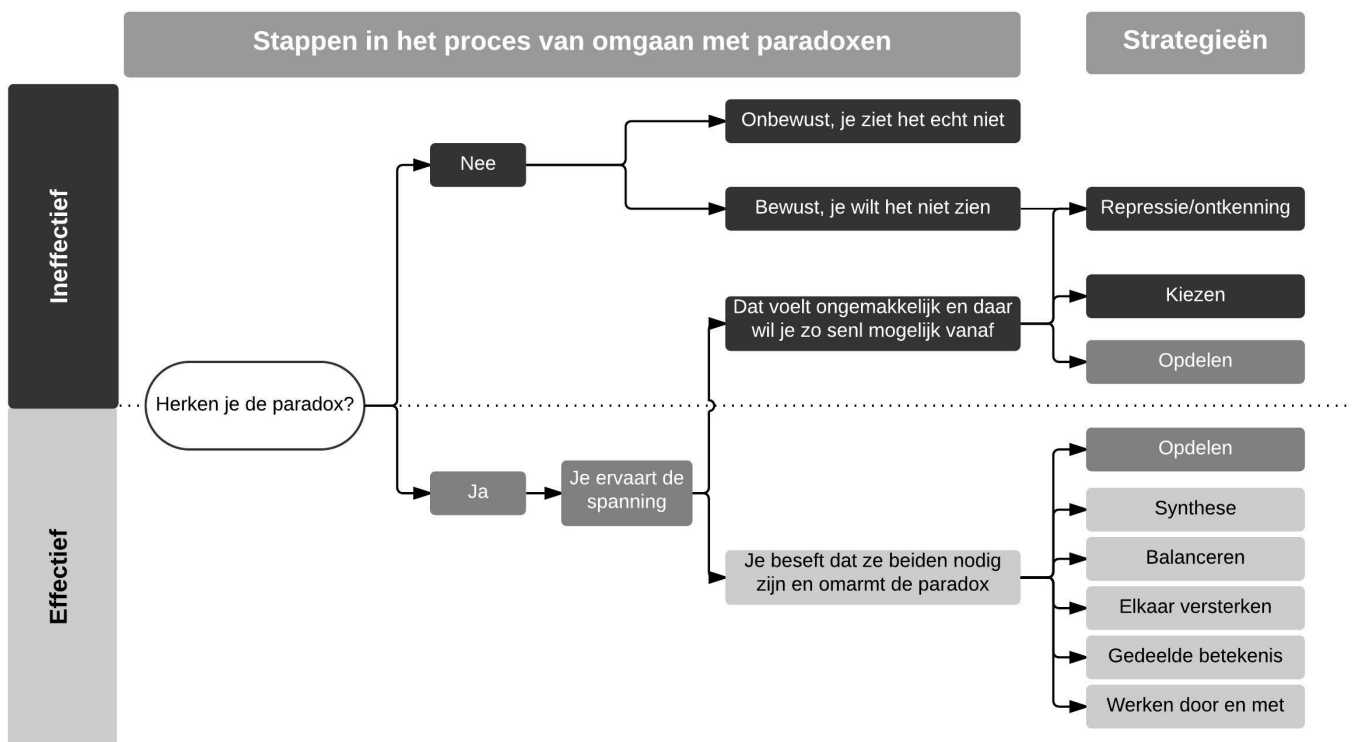 Stappen in het proces van omgaan met paradoxen
Strategieën
Ineffectief
Effectief
Herken je de paradox?
Nee
Ja
Je ervaart de
spanning
Onbewust, je ziet het echt niet
Bewust, je wilt het niet zien
Dat voelt ongemakkelijk en daar
wil je zo senl mogelijk vanaf
Je beseft dat ze beiden nodig
zijn en omarmt de paradox
Repressie/ontkenning
Kiezen
Opdelen
Opdelen
Synthese
Balanceren
Elkaar versterken
Gedeelde betekenis
Werken door en met